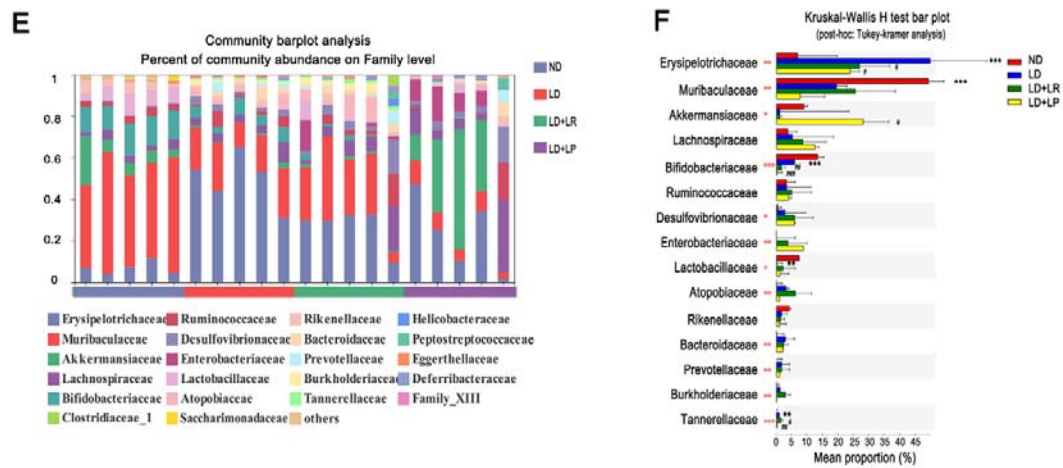 E
Community barplot analysis
Percent of community abundance on Family level
1
0.8
0.6
0.4
0.2
0
ND
LD
LD+LR
LD+LP
Erysipelotrichaceae Ruminococcaceae Rikenellaceae Helicobacteraceae
Muribaculaceae Desulfovibrionaceae Bacteroidaceae Peptostreptococcaceae
Akkermansiaceae Enterobacteriaceae Prevotellaceae Eggerthellaceae
Lachnospiraceae Lactobacillaceae Burkholderiaceae Deferribacteraceae
Bifidobacteriaceae Atopobiaceae Tannerellaceae Family_XIII
Clostridiaceae_1 Saccharimonadaceae others
F
Kruskal-Wallis H test bar plot
(post-hoc: Tukey-kramer analysis)
Erysipelotrichaceae ** ***
Muribaculaceae ** ***
Akkermansiaceae *
Lachnospiraceae
Bifidobacteriaceae *** ***
Ruminococcaceae
Desulfovibrionaceae *
Enterobacteriaceae **
Lactobacillaceae * **
Atopobiaceae **
Rikenellaceae
Bacteroidaceae **
Prevotellaceae **
Burkholderiaceae **
Tannerellaceae *** **
0 5 10 15 20 25 30 35 40 45
Mean proportion (%)
ND
LD
LD+LR
LD+LP